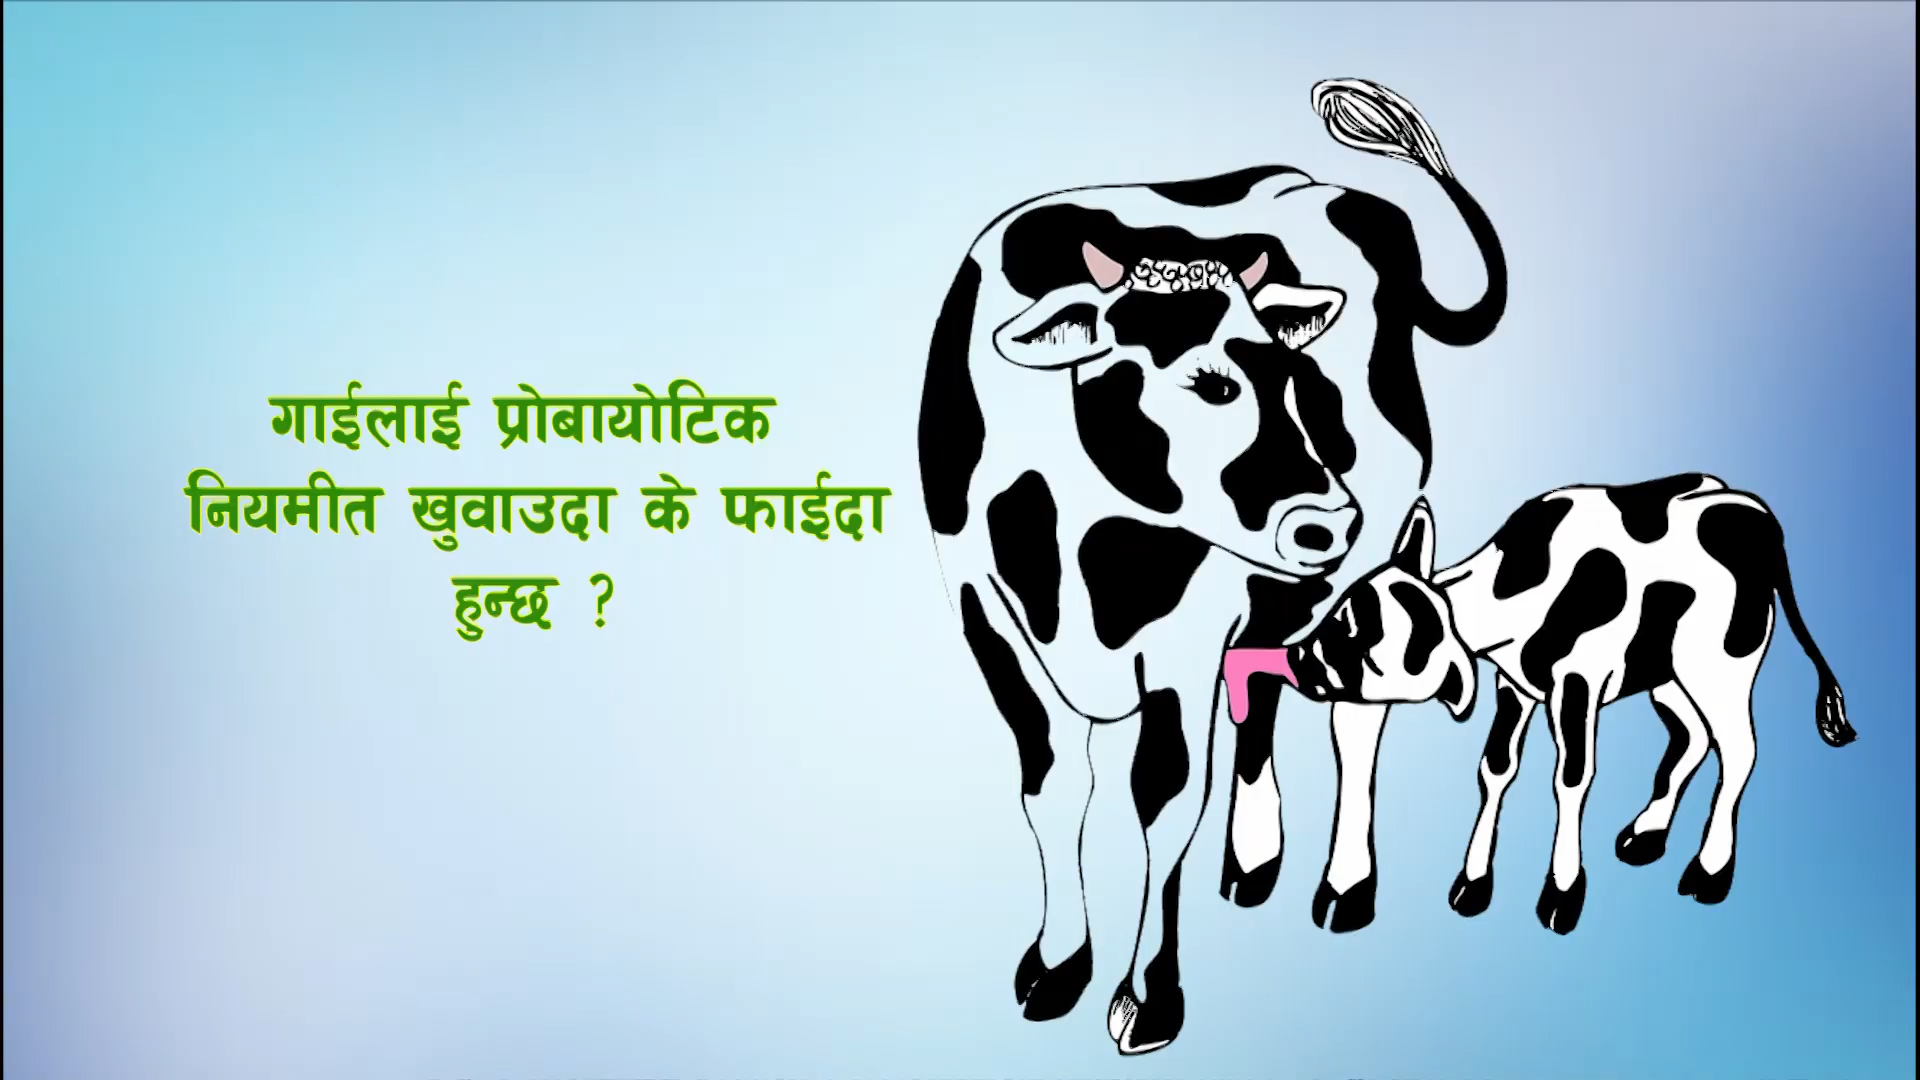 गाईलाई प्रोबायोटिक
नियमीत खुवाउदा के फाईदा
हुन्छ ?